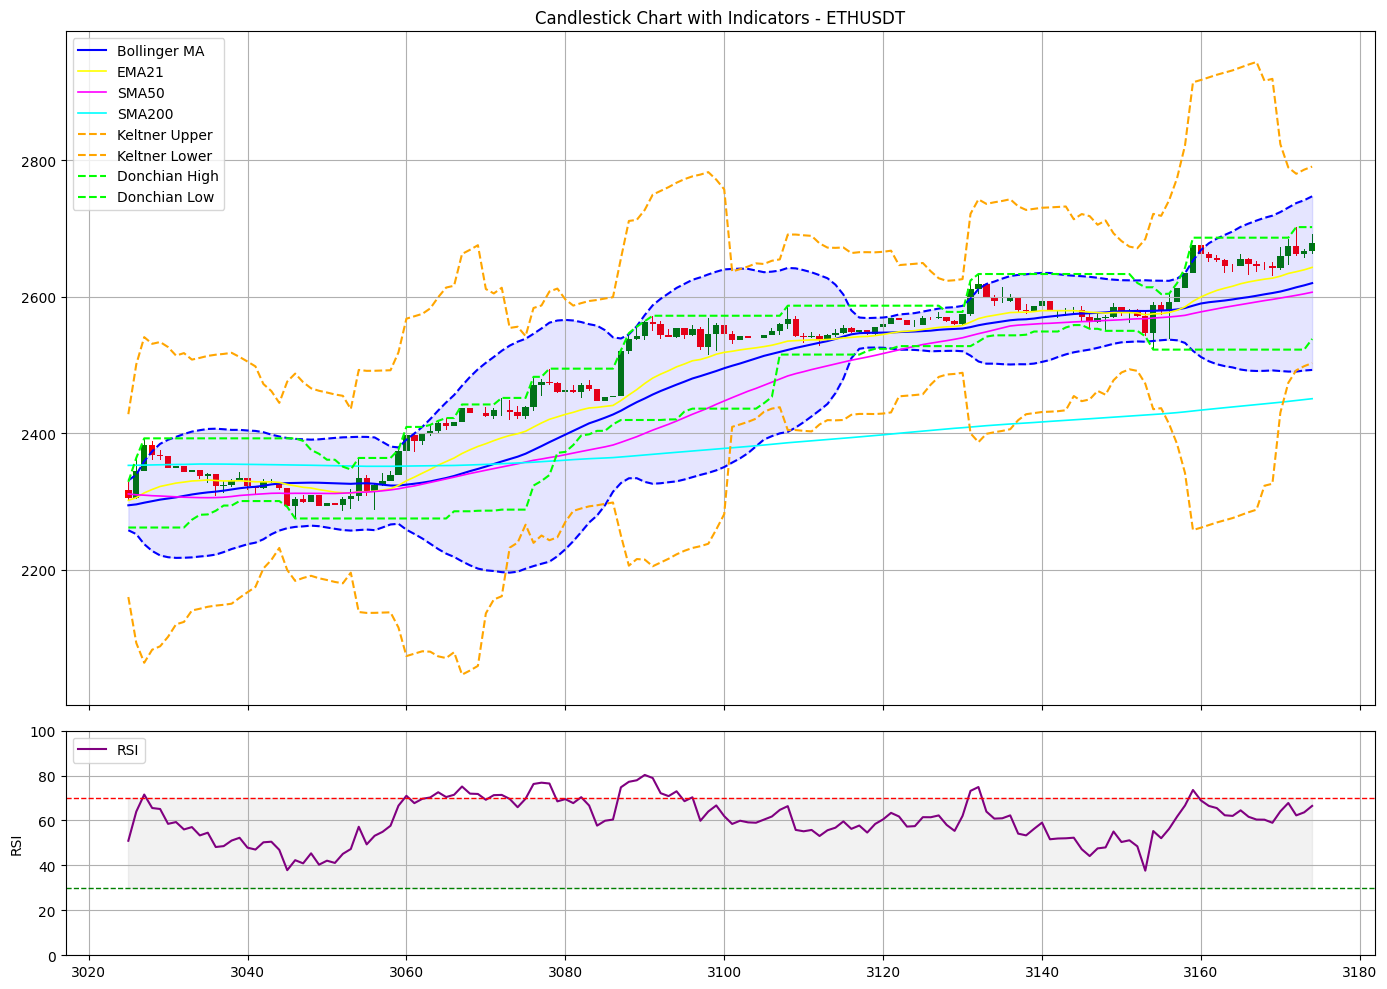 Candlestick Chart with Indicators - ETHUSDT
Bollinger MA
EMA21
SMA50
SMA200
Keltner Upper
Keltner Lower
Donchian High
Donchian Low
2800
2600
2400
2200
RSI
100
80
60
40
20
0
RSI
3020 3040 3060 3080 3100 3120 3140 3160 3180